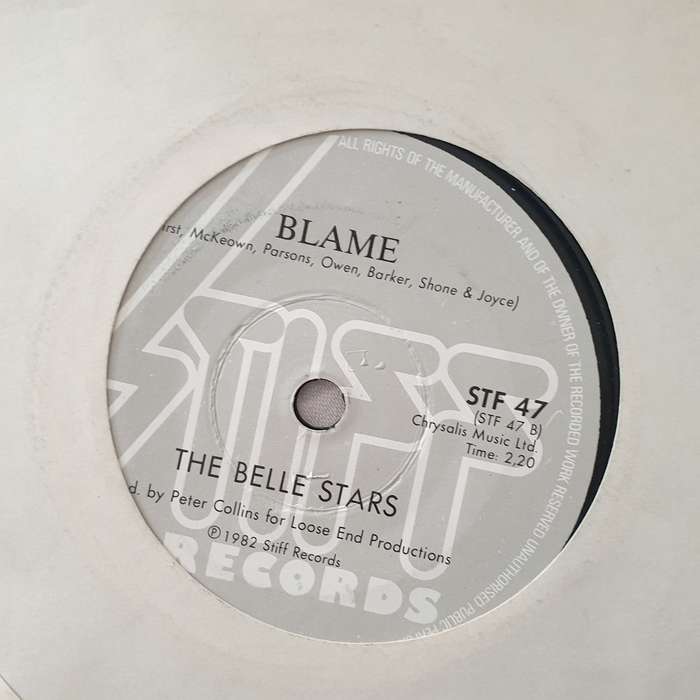 BLAME
McKeown, Parsons, Owen, Barker, Shone & Joyce)
STIFF
STF 47
(STF 47 B)
Chrysalis Music Ltd.
Time: 2,20
THE BELLE STARS
d. by Peter Collins for Loose End Productions
℗ 1982 Stiff Records
RECORDS
ALL RIGHTS OF THE MANUFACTURER AND OF THE OWNER OF THE RECORDED WORK RESERVED UNAUTHORISED PUBLIC